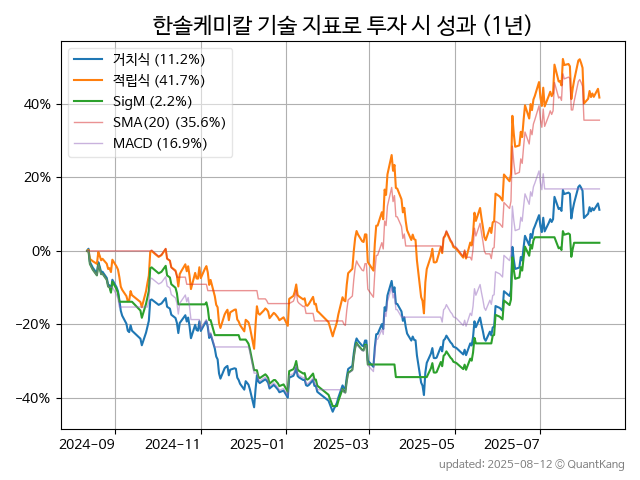 한솔케미칼 기술 지표로 투자 시 성과 (1년)
거치식 (11.2%)
적립식 (41.7%)
SigM (2.2%)
SMA(20) (35.6%)
MACD (16.9%)
40%
20%
0%
−20%
−40%
2024-09 2024-11 2025-01 2025-03 2025-05 2025-07
updated: 2025-08-12 © QuantKang